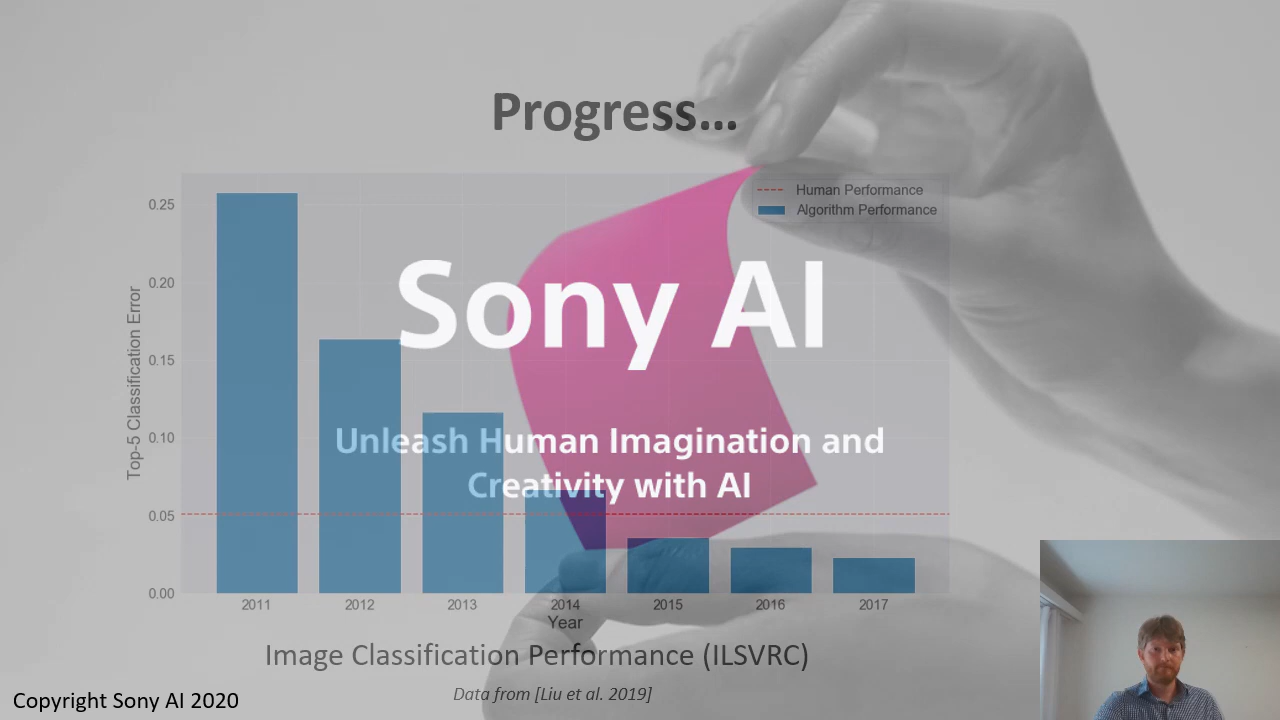 Progress...
Human Performance
Algorithm Performance
0.25
0.20
0.15
0.10
0.05
0.00
Top-5 Classification Error
Sony AI
Unleash Human Imagination and
Creativity with AI
2011 2012 2013 2014 2015 2016 2017
Year
Image Classification Performance (ILSVRC)
Data from [Liu et al. 2019]
Copyright Sony AI 2020